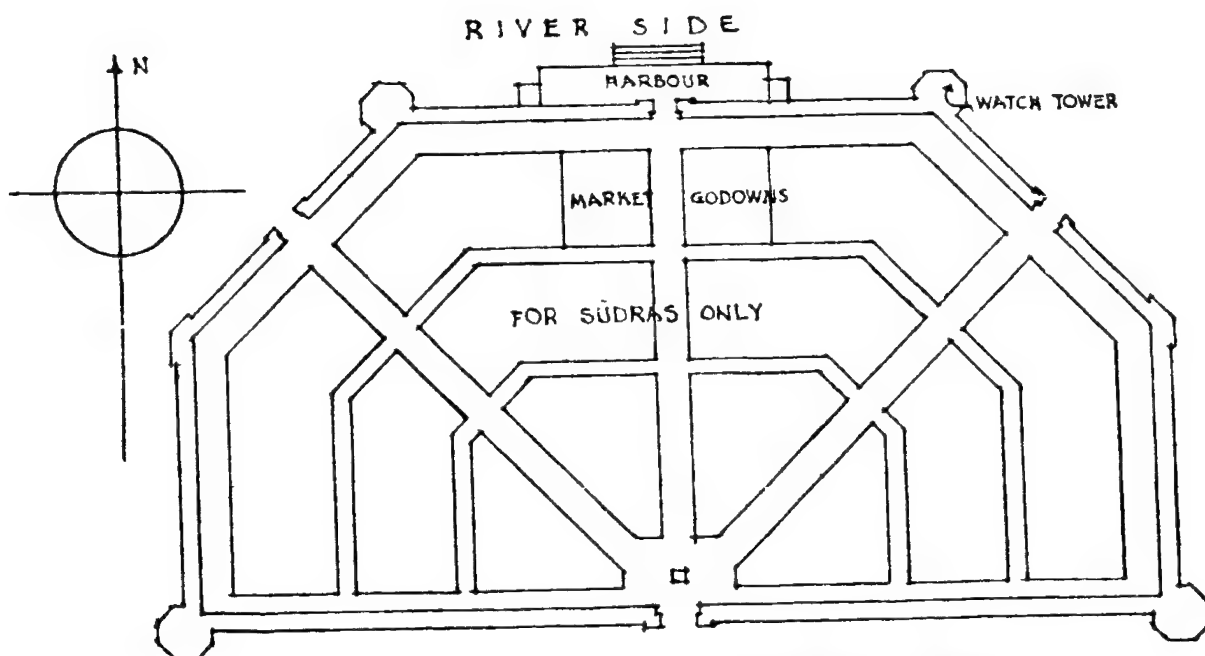 RIVER SIDE
N
HARBOUR
WATCH TOWER
MARKET GODOWNS
FOR SŪDRAS ONLY